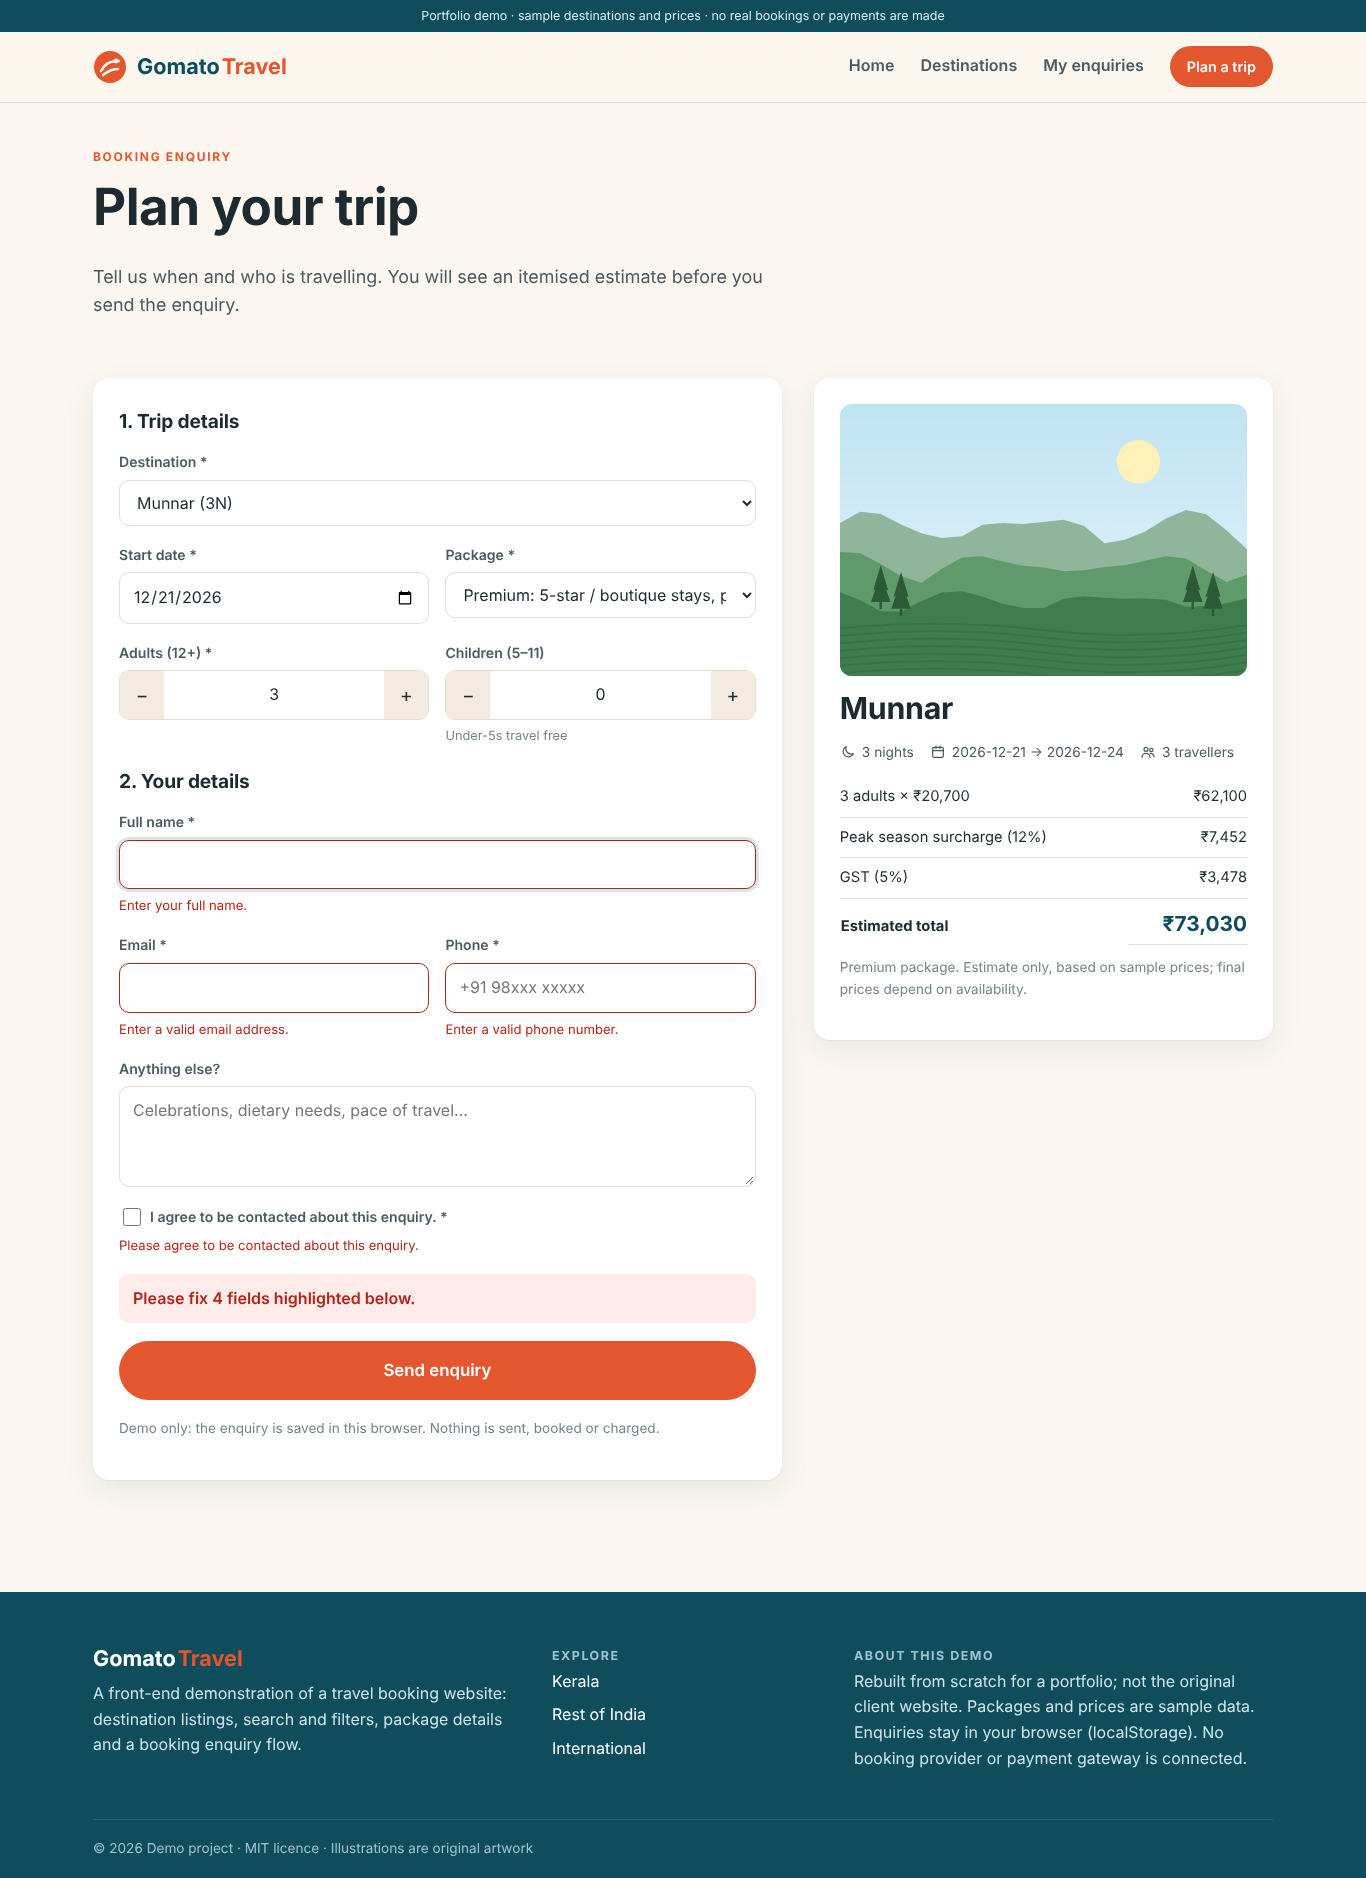 Portfolio demo · sample destinations and prices · no real bookings or payments are made
Gomato Travel
Home
Destinations
My enquiries
Plan a trip
BOOKING ENQUIRY
Plan your trip
Tell us when and who is travelling. You will see an itemised estimate before you
send the enquiry.
1. Trip details
Destination *
Munnar (3N)
Start date *
12/21/2026
Package *
Premium: 5-star / boutique stays, p
Adults (12+) *
− 3 +
Children (5–11)
− 0 +
Under-5s travel free
2. Your details
Full name *
Enter your full name.
Email *
Enter a valid email address.
Phone *
+91 98xxx xxxxx
Enter a valid phone number.
Anything else?
Celebrations, dietary needs, pace of travel…
I agree to be contacted about this enquiry. *
Please agree to be contacted about this enquiry.
Please fix 4 fields highlighted below.
Send enquiry
Demo only: the enquiry is saved in this browser. Nothing is sent, booked or charged.
Munnar
3 nights
2026-12-21 → 2026-12-24
3 travellers
3 adults × ₹20,700 ₹62,100
Peak season surcharge (12%) ₹7,452
GST (5%) ₹3,478
Estimated total ₹73,030
Premium package. Estimate only, based on sample prices; final
prices depend on availability.
Gomato Travel
A front-end demonstration of a travel booking website:
destination listings, search and filters, package details
and a booking enquiry flow.
EXPLORE
Kerala
Rest of India
International
ABOUT THIS DEMO
Rebuilt from scratch for a portfolio; not the original
client website. Packages and prices are sample data.
Enquiries stay in your browser (localStorage). No
booking provider or payment gateway is connected.
© 2026 Demo project · MIT licence · Illustrations are original artwork